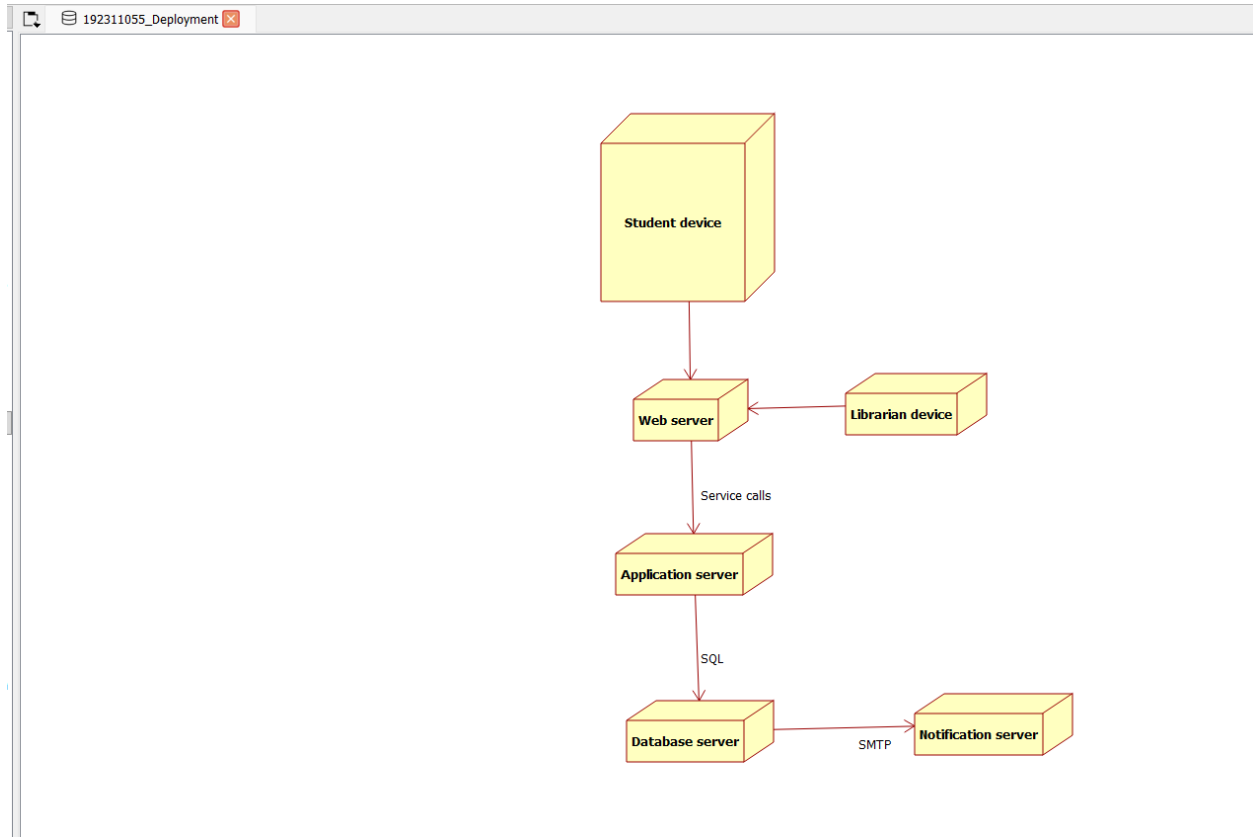 192311055_Deployment
Student device
Web server
Librarian device
Service calls
Application server
SQL
Database server
SMTP
Notification server